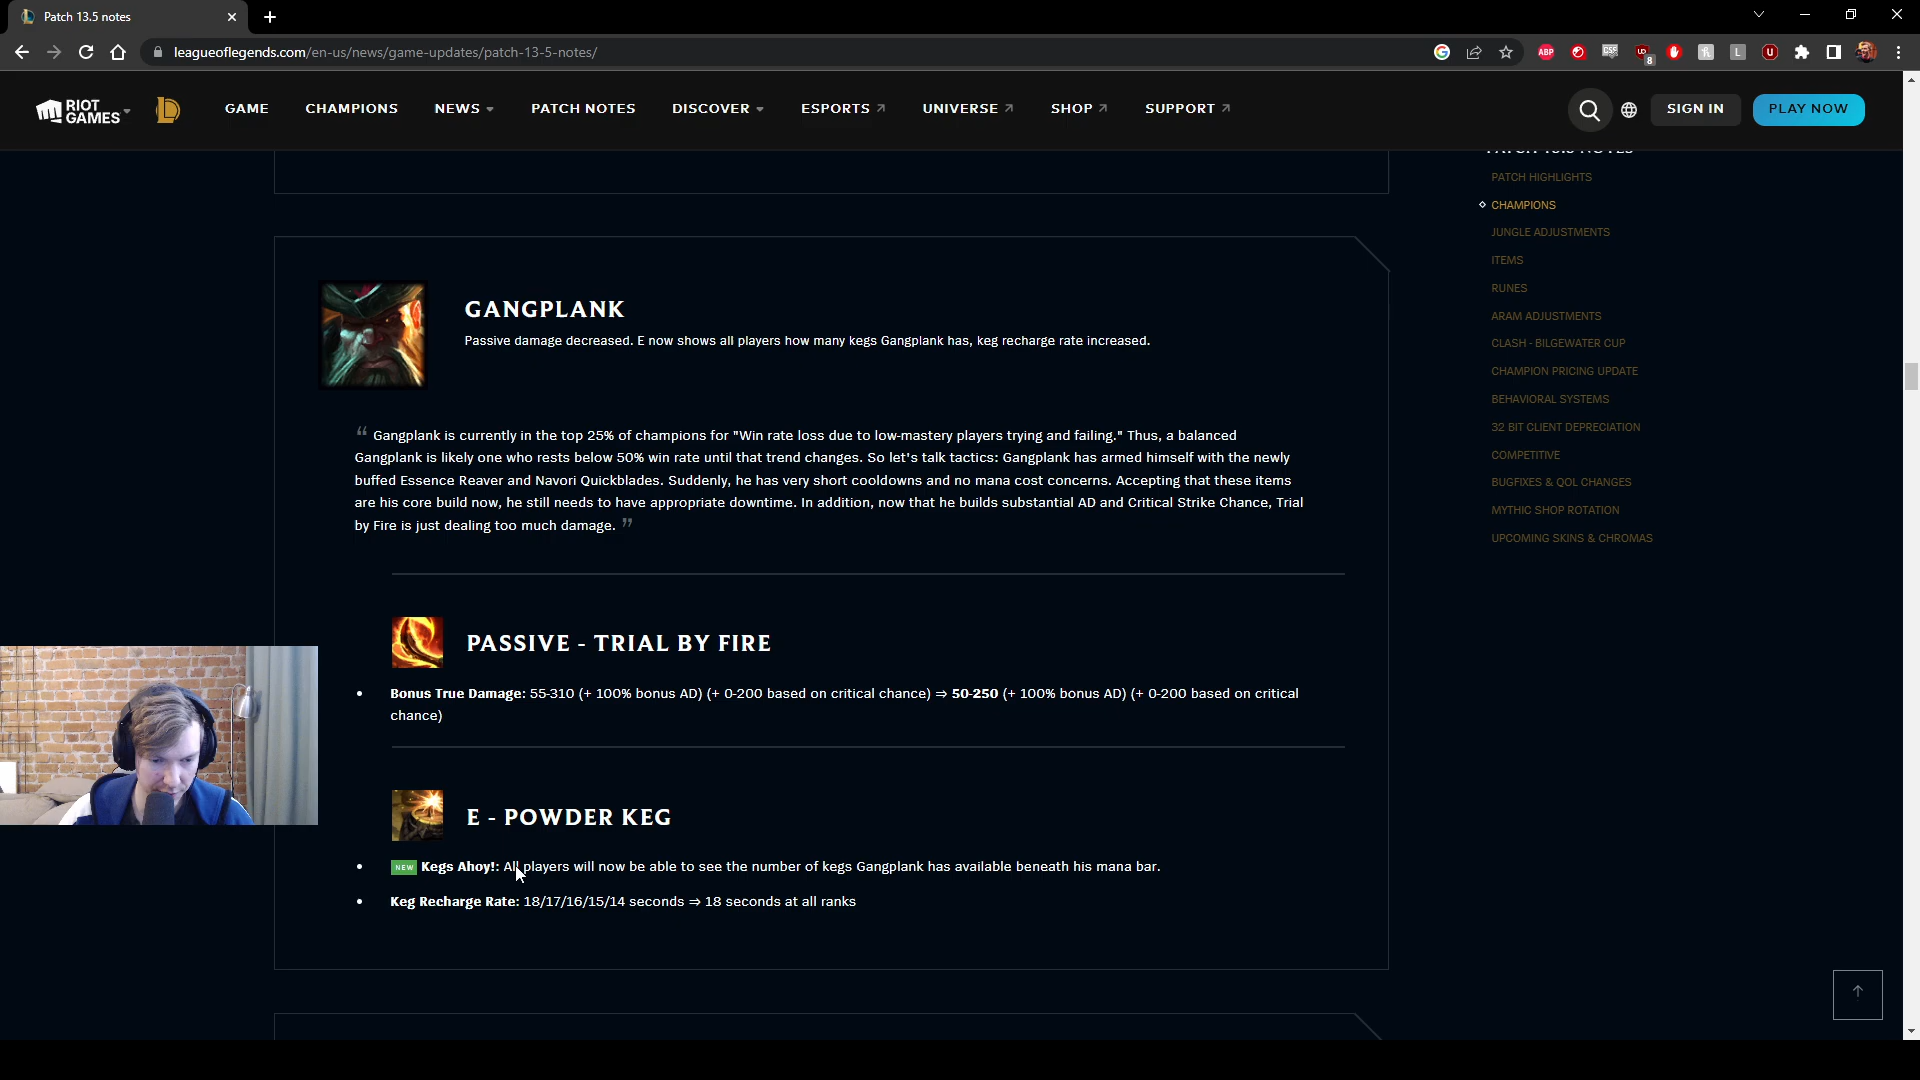 Patch 13.5 notes
leagueoflegends.com/en-us/news/game-updates/patch-13-5-notes/
RIOT GAMES
GAME
CHAMPIONS
NEWS
PATCH NOTES
DISCOVER
ESPORTS
UNIVERSE
SHOP
SUPPORT
SIGN IN
PLAY NOW
PATCH 13.5 NOTES
PATCH HIGHLIGHTS
CHAMPIONS
JUNGLE ADJUSTMENTS
ITEMS
RUNES
ARAM ADJUSTMENTS
CLASH - BILGEWATER CUP
CHAMPION PRICING UPDATE
BEHAVIORAL SYSTEMS
32 BIT CLIENT DEPRECIATION
COMPETITIVE
BUGFIXES & QOL CHANGES
MYTHIC SHOP ROTATION
UPCOMING SKINS & CHROMAS
GANGPLANK
Passive damage decreased. E now shows all players how many kegs Gangplank has, keg recharge rate increased.
“ Gangplank is currently in the top 25% of champions for "Win rate loss due to low-mastery players trying and failing." Thus, a balanced
Gangplank is likely one who rests below 50% win rate until that trend changes. So let's talk tactics: Gangplank has armed himself with the newly
buffed Essence Reaver and Navori Quickblades. Suddenly, he has very short cooldowns and no mana cost concerns. Accepting that these items
are his core build now, he still needs to have appropriate downtime. In addition, now that he builds substantial AD and Critical Strike Chance, Trial
by Fire is just dealing too much damage. ”
PASSIVE - TRIAL BY FIRE
• Bonus True Damage: 55-310 (+ 100% bonus AD) (+ 0-200 based on critical chance) ⇒ 50-250 (+ 100% bonus AD) (+ 0-200 based on critical
chance)
E - POWDER KEG
• NEW Kegs Ahoy!: All players will now be able to see the number of kegs Gangplank has available beneath his mana bar.
• Keg Recharge Rate: 18/17/16/15/14 seconds ⇒ 18 seconds at all ranks